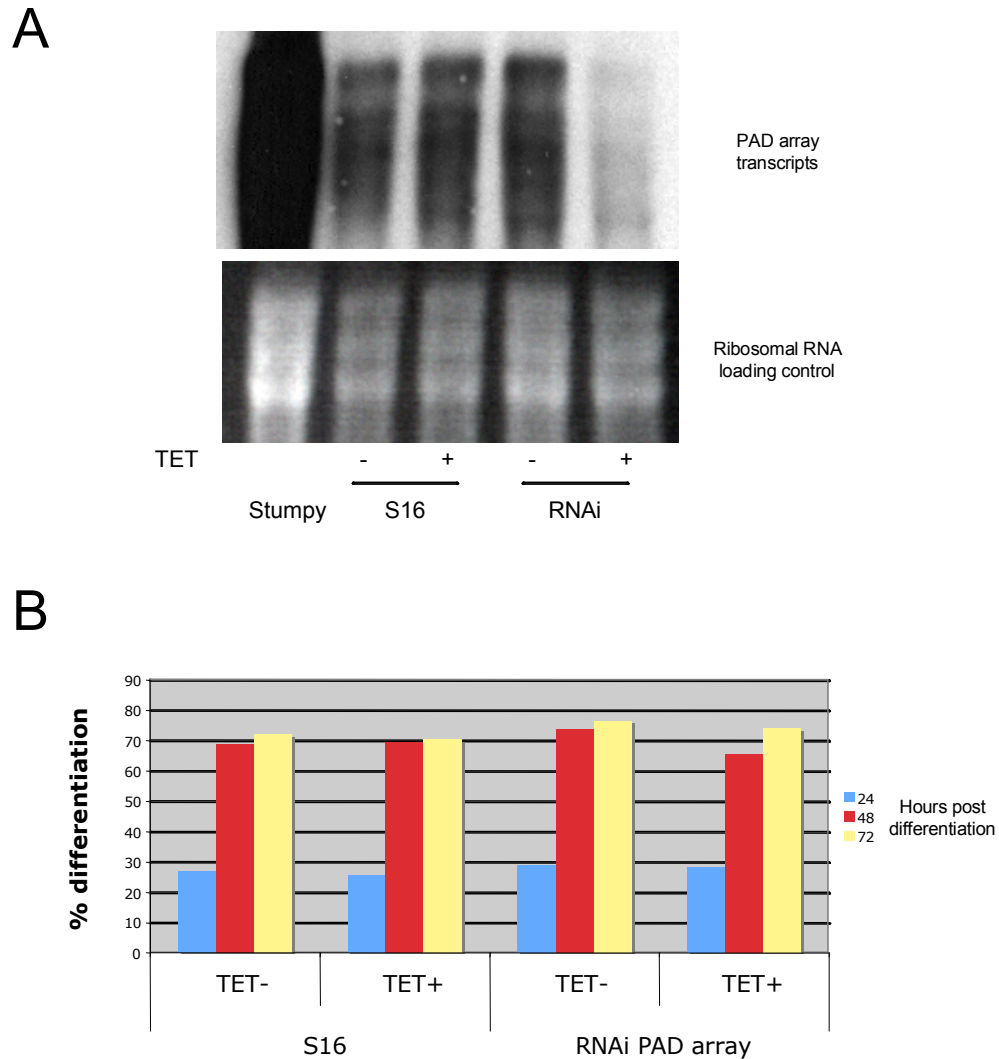 A
PAD array
transcripts
Ribosomal RNA
loading control
TET - + - +
Stumpy S16 RNAi
B
% differentiation
90
80
70
60
50
40
30
20
10
0
24
48
72
Hours post
differentiation
TET- TET+ TET- TET+
S16 RNAi PAD array